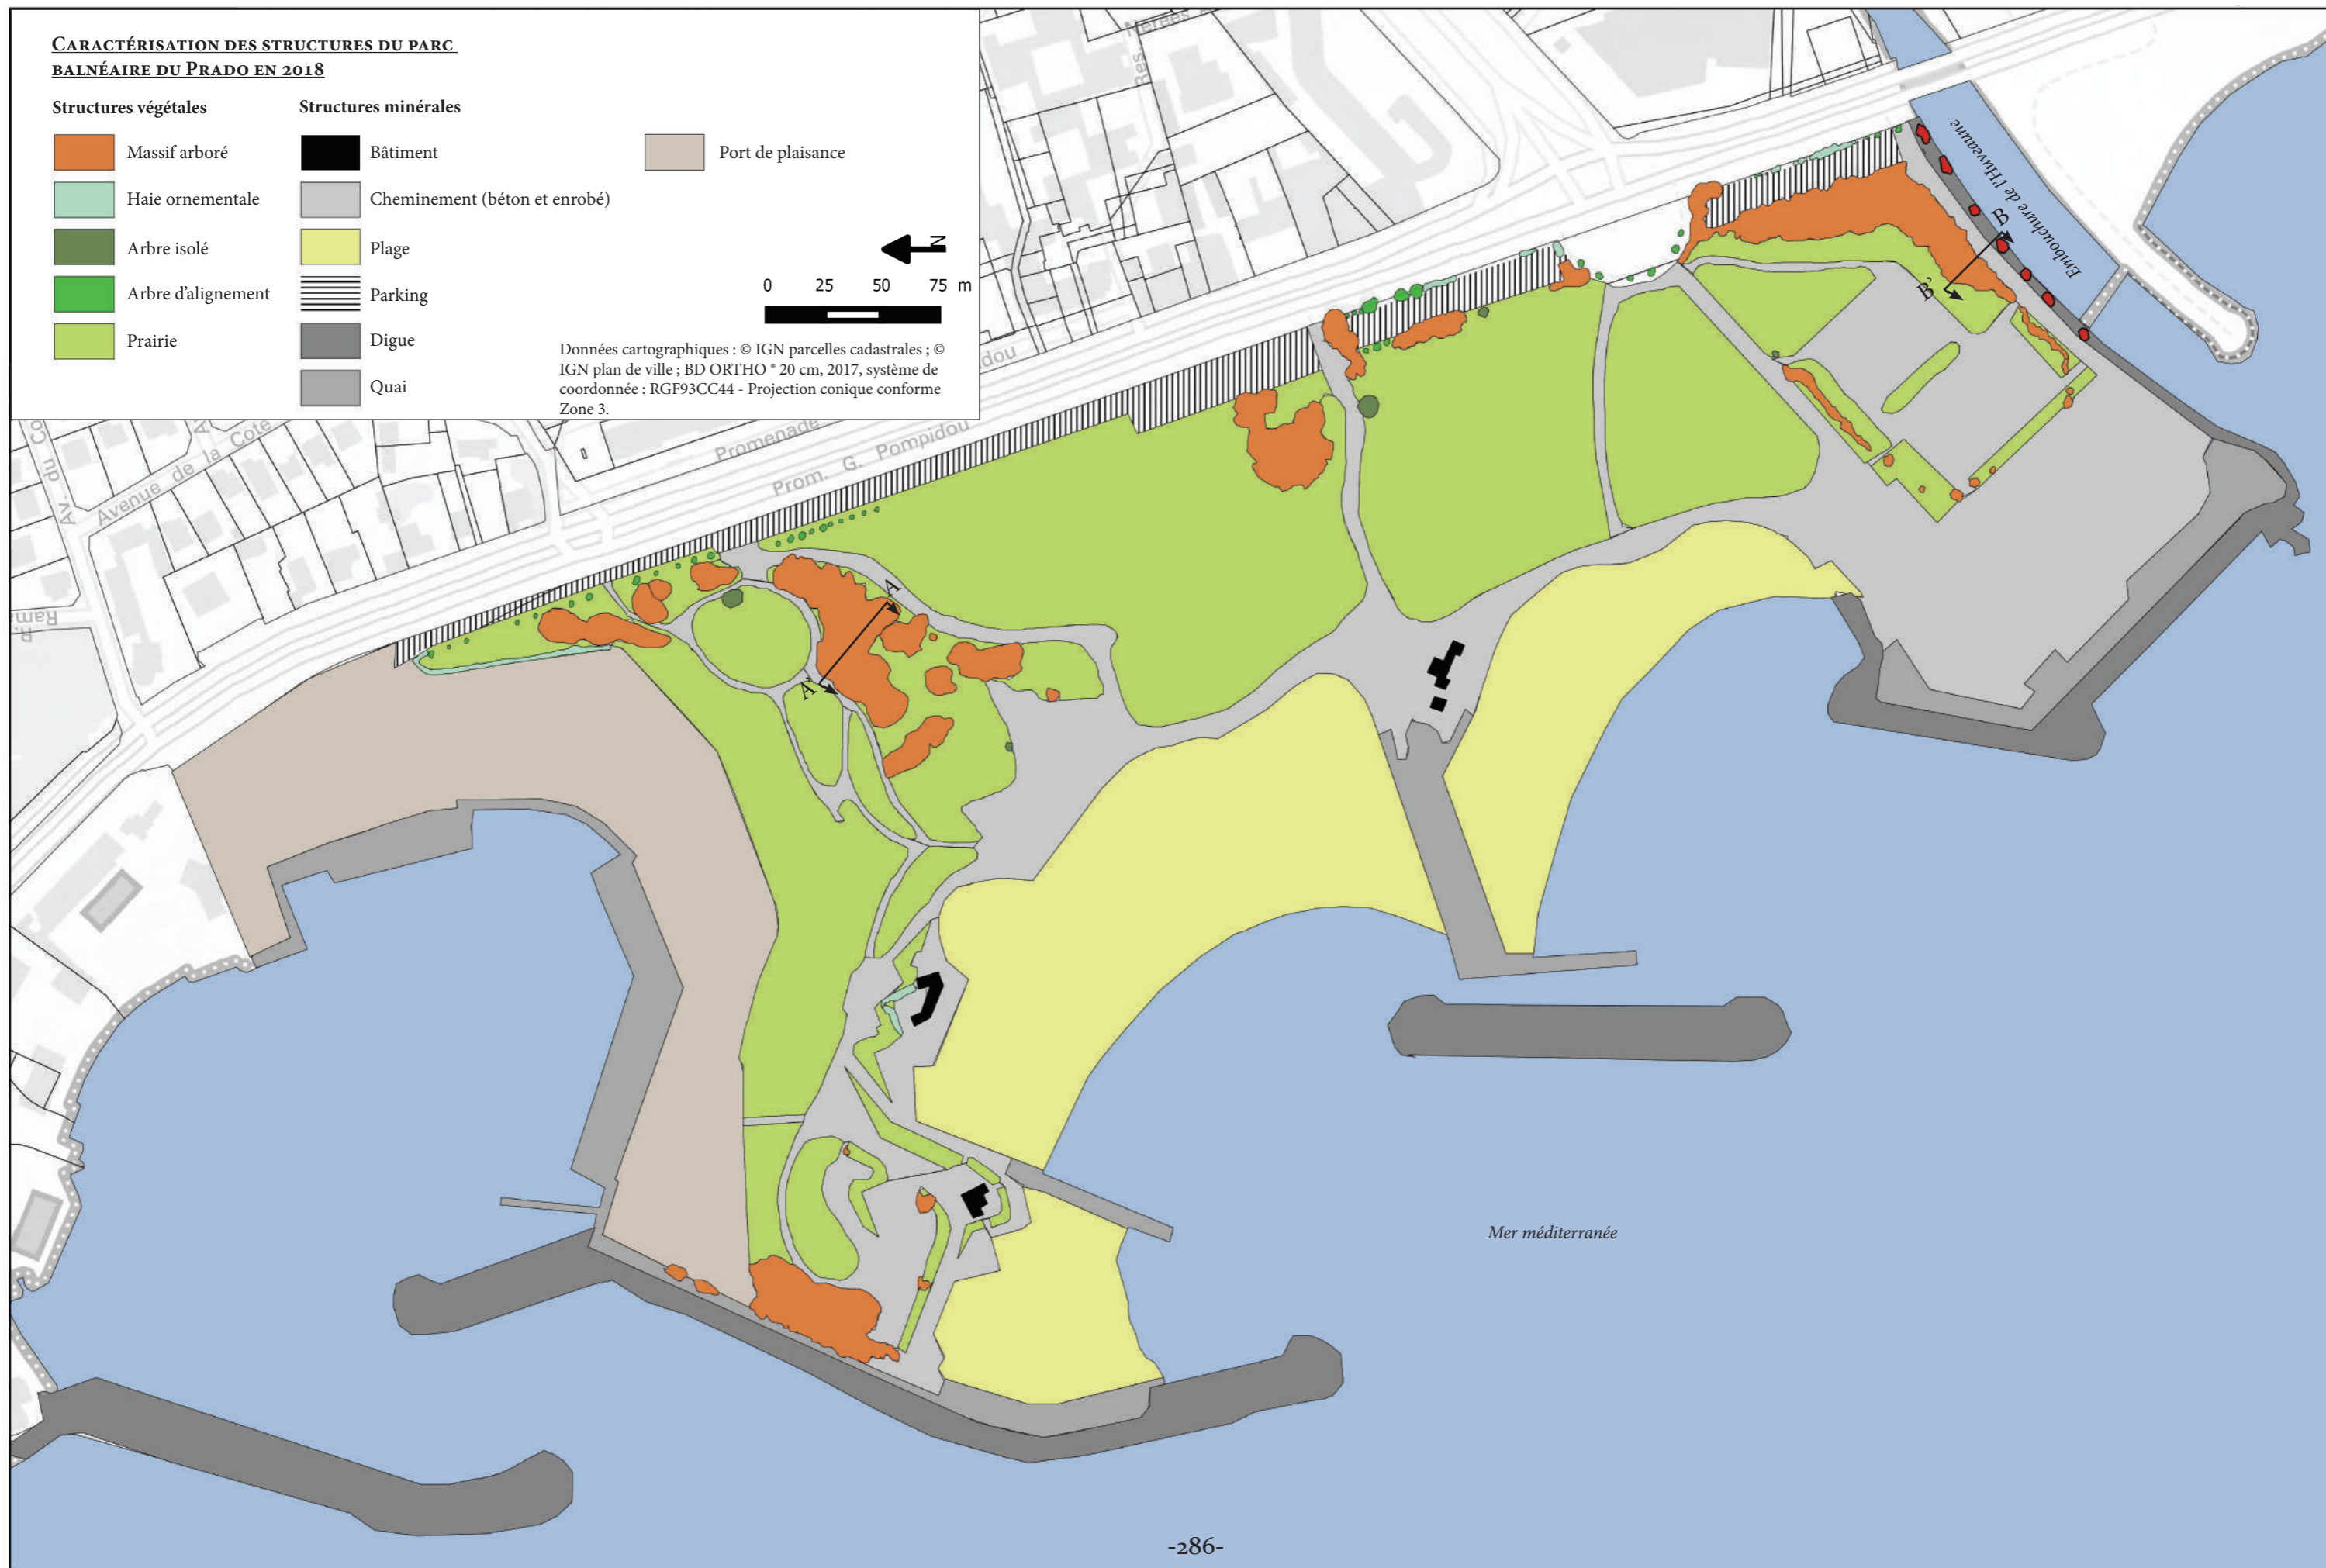 CARACTÉRISATION DES STRUCTURES DU PARC
BALNÉAIRE DU PRADO EN 2018
Structures végétales
Massif arboré
Haie ornementale
Arbre isolé
Arbre d'alignement
Prairie
Structures minérales
Bâtiment
Cheminement (béton et enrobé)
Plage
Parking
Digue
Quai
Port de plaisance
N
0 25 50 75 m
Données cartographiques : © IGN parcelles cadastrales ; ©
IGN plan de ville ; BD ORTHO ® 20 cm, 2017, système de
coordonnée : RGF93CC44 - Projection conique conforme
Zone 3.
Embouchure de l'Huveaune
B
B'
A
A'
Promenade
Prom. G. Pompidou
dou
Avenue de la
Av. du
Mer méditerranée
-286-